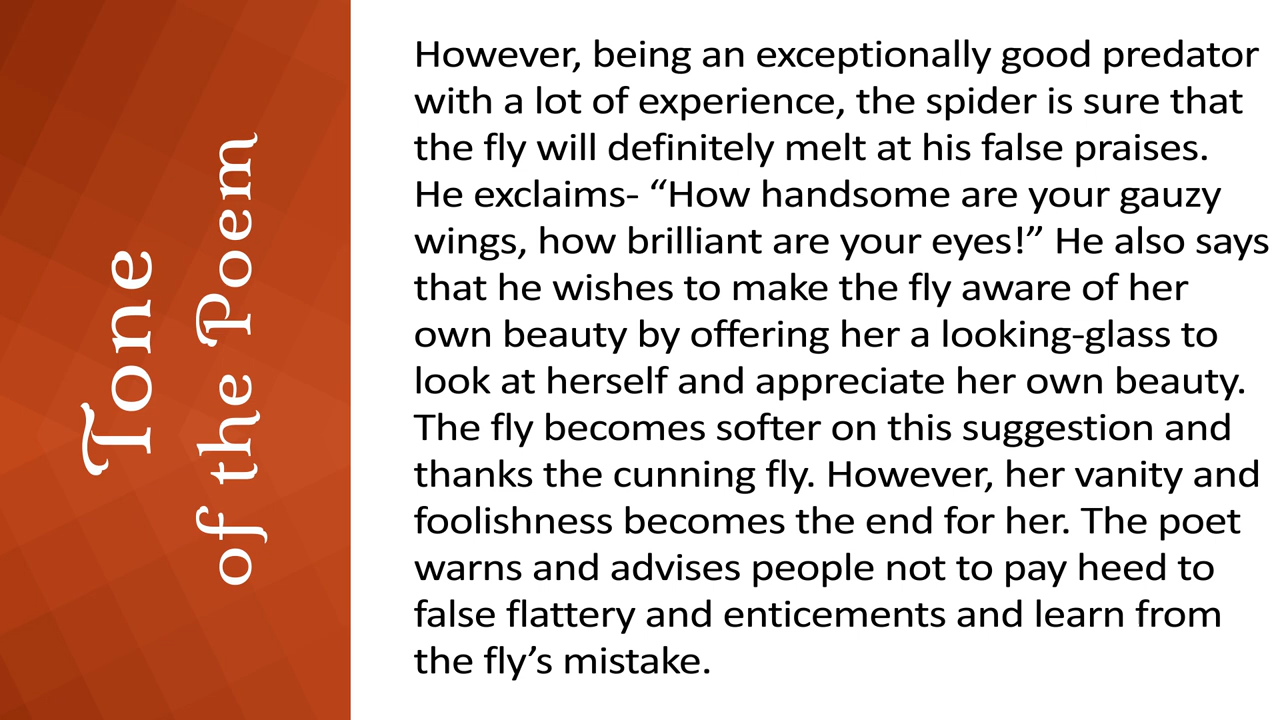 Tone
of the Poem
However, being an exceptionally good predator
with a lot of experience, the spider is sure that
the fly will definitely melt at his false praises.
He exclaims- “How handsome are your gauzy
wings, how brilliant are your eyes!” He also says
that he wishes to make the fly aware of her
own beauty by offering her a looking-glass to
look at herself and appreciate her own beauty.
The fly becomes softer on this suggestion and
thanks the cunning fly. However, her vanity and
foolishness becomes the end for her. The poet
warns and advises people not to pay heed to
false flattery and enticements and learn from
the fly’s mistake.